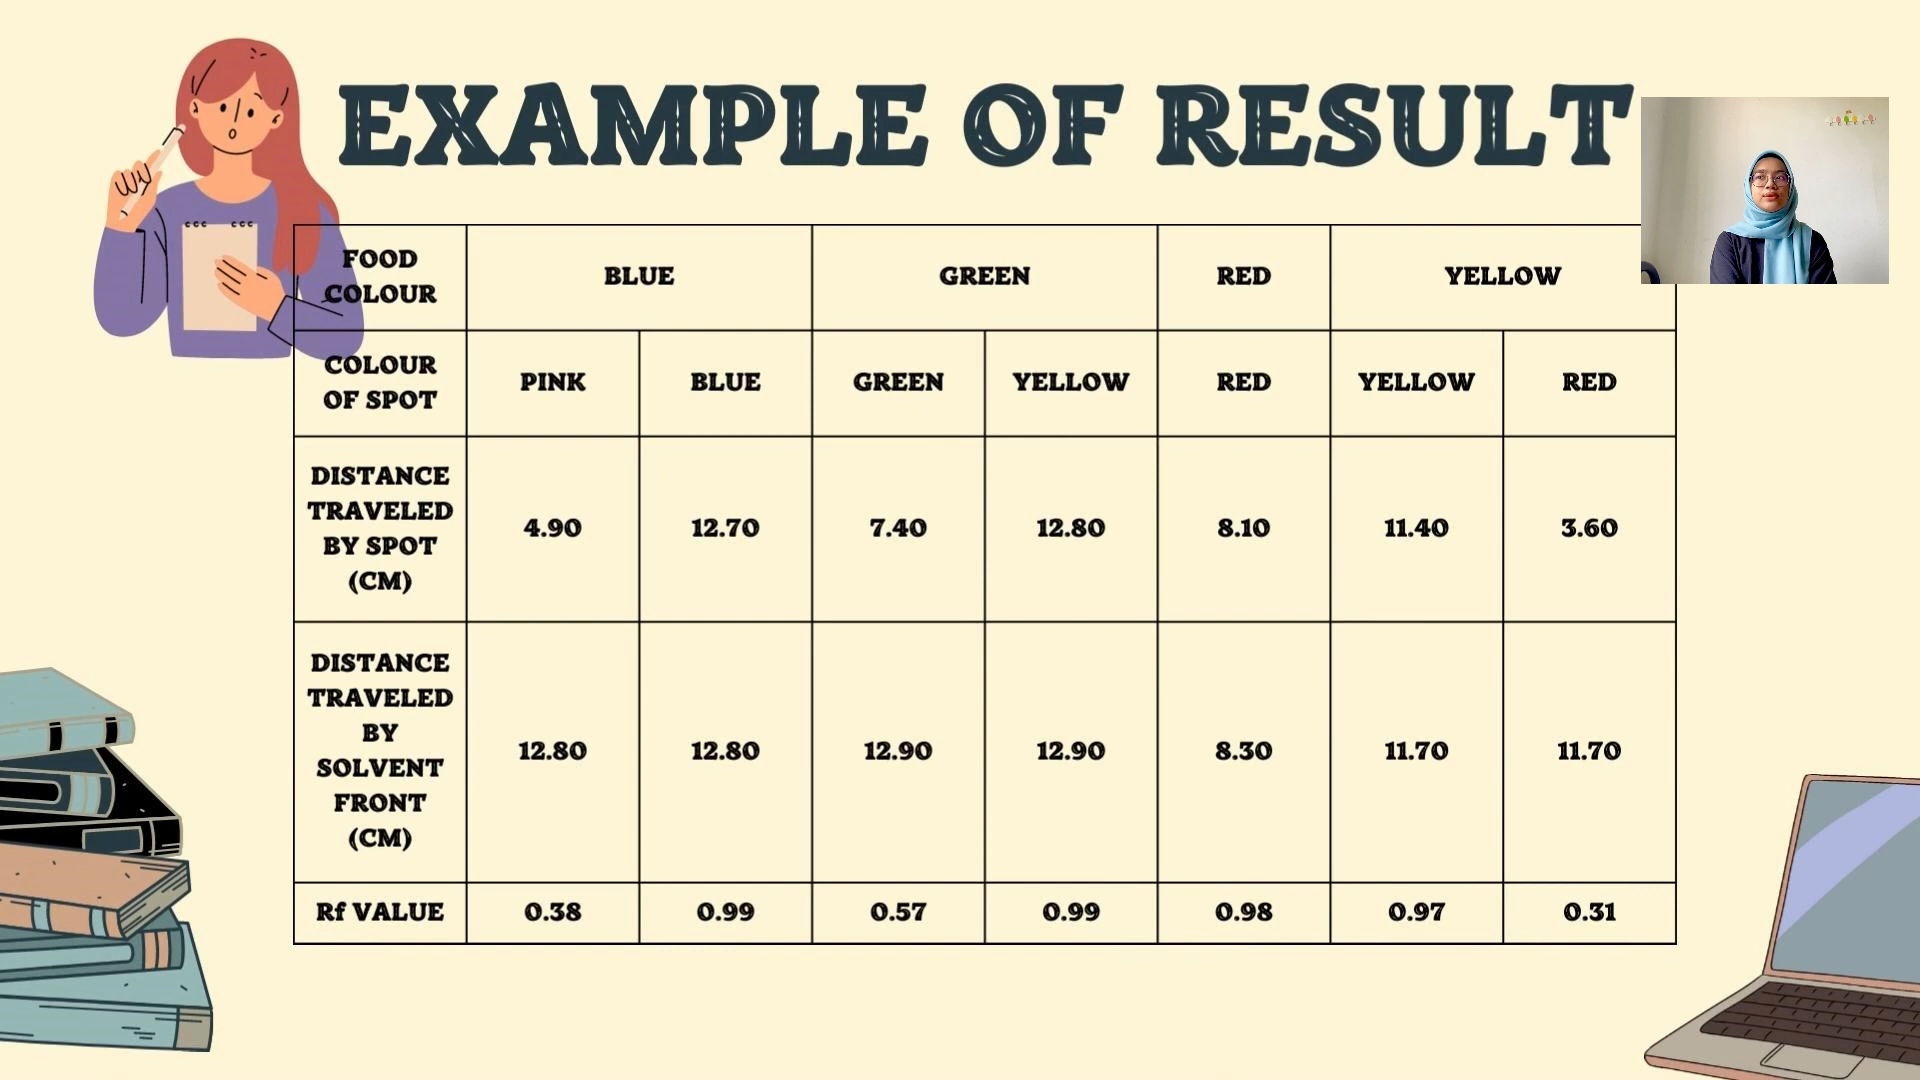 EXAMPLE OF RESULT
FOOD COLOUR BLUE GREEN RED YELLOW
COLOUR OF SPOT PINK BLUE GREEN YELLOW RED YELLOW RED
DISTANCE TRAVELED BY SPOT (CM) 4.90 12.70 7.40 12.80 8.10 11.40 3.60
DISTANCE TRAVELED BY SOLVENT FRONT (CM) 12.80 12.80 12.90 12.90 8.30 11.70 11.70
Rf VALUE 0.38 0.99 0.57 0.99 0.98 0.97 0.31